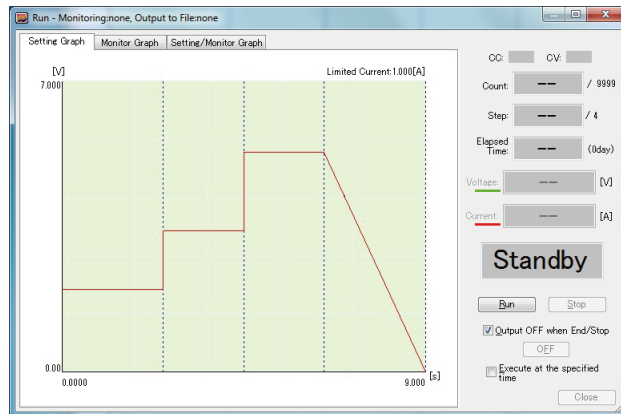 Run - Monitoring:none, Output to File:none
Setting Graph Monitor Graph Setting/Monitor Graph
[V] Limited Current:1.000[A]
7.000
0.00
0.0000 9.000 [s]
CC: CV:
Count: -- / 9999
Step: -- / 4
Elapsed Time: -- (0day)
Voltage: -- [V]
Current: -- [A]
Standby
Run Stop
Output OFF when End/Stop
OFF
Execute at the specified
time
Close